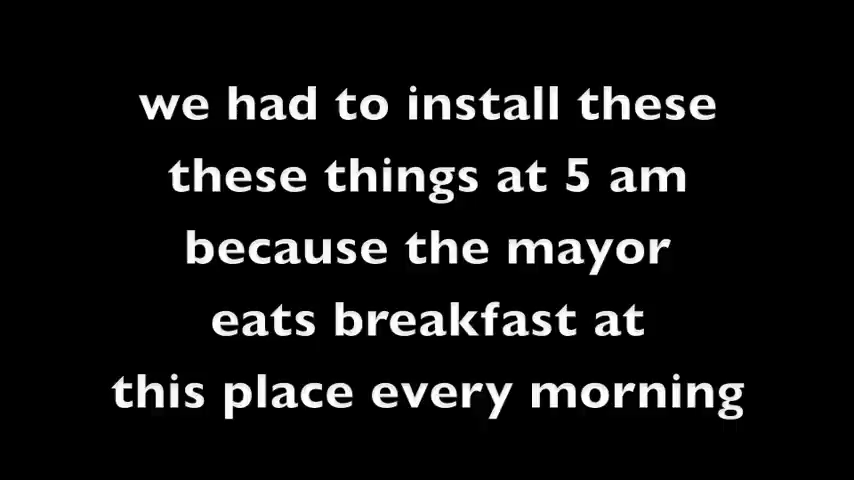 we had to install these
these things at 5 am
because the mayor
eats breakfast at
this place every morning